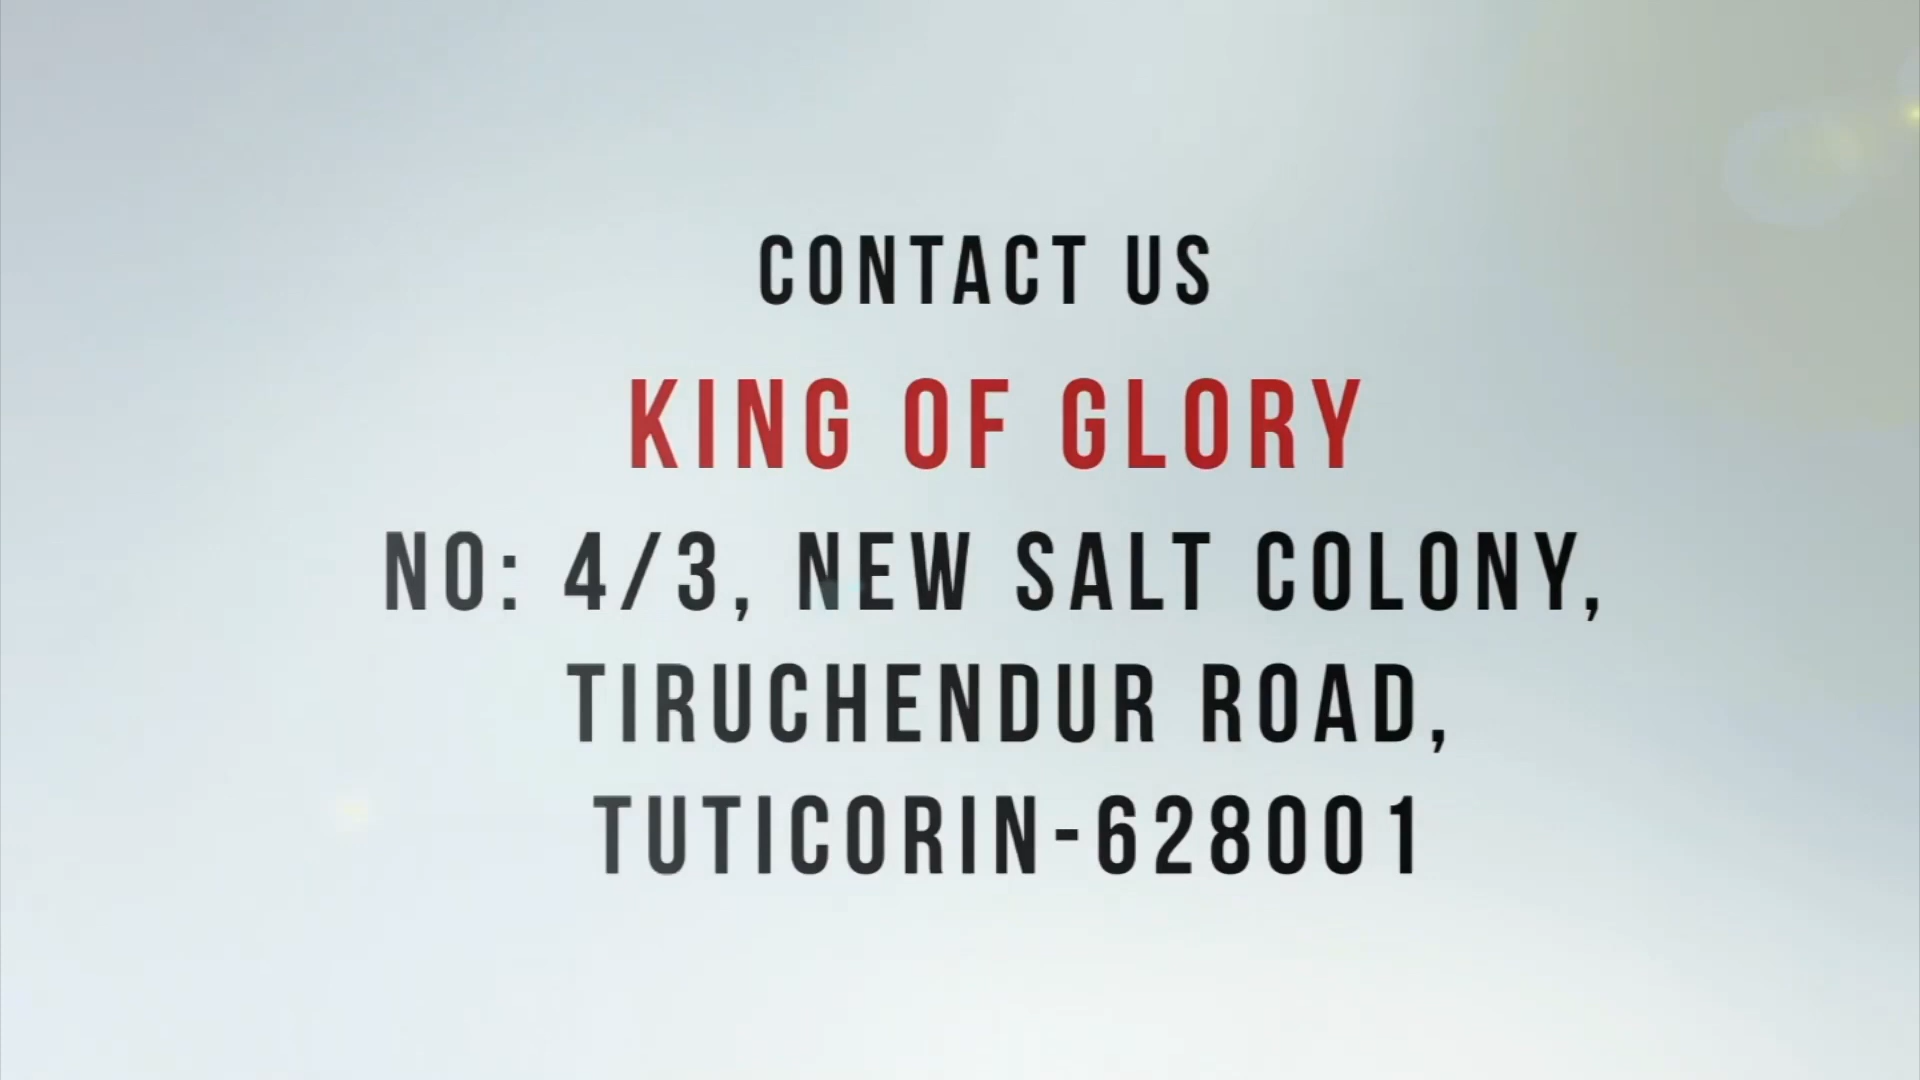 CONTACT US
KING OF GLORY
NO: 4/3, NEW SALT COLONY,
TIRUCHENDUR ROAD,
TUTICORIN-628001